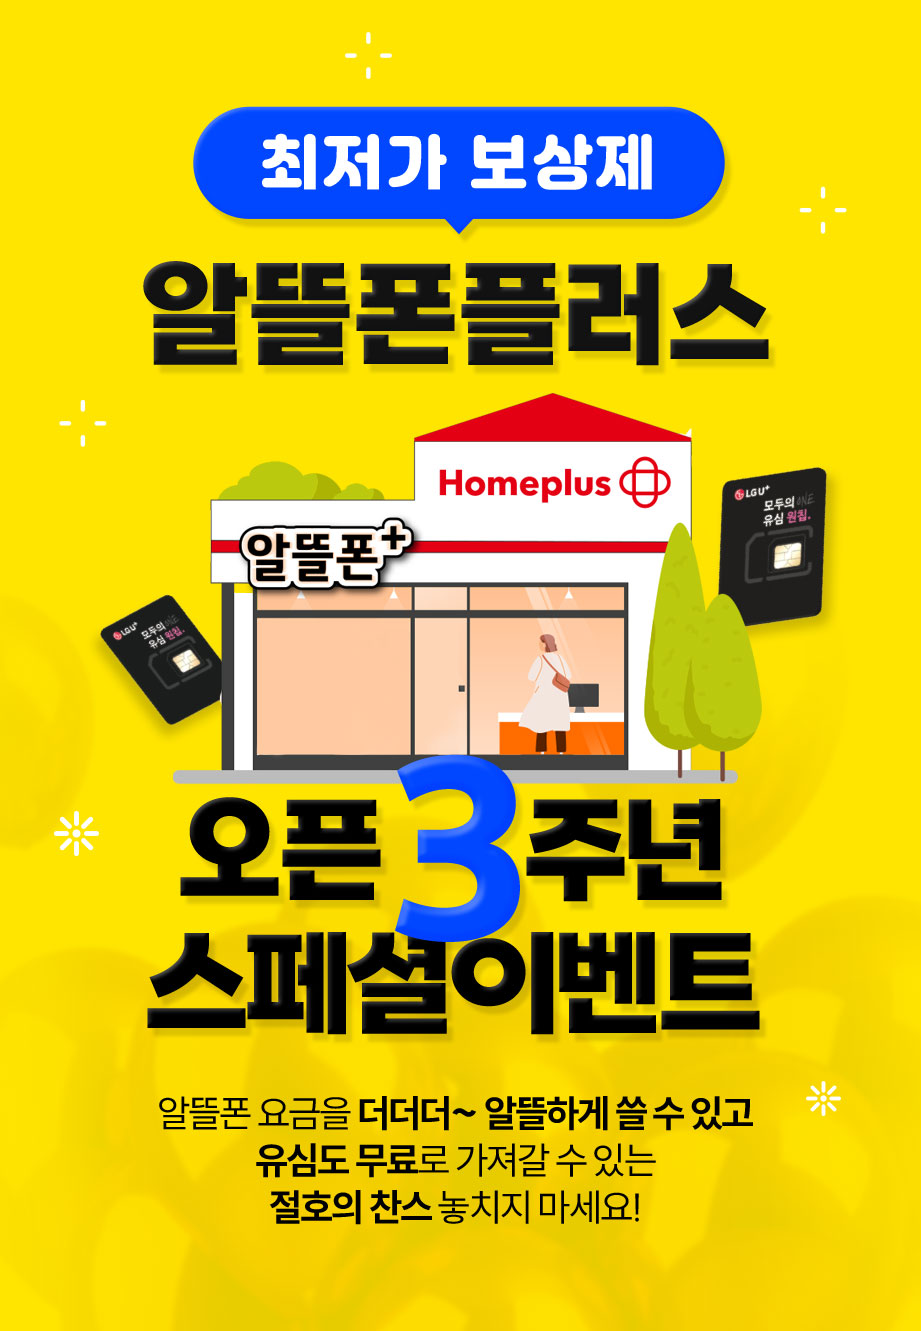 최저가 보상제
알뜰폰플러스
Homeplus
알뜰폰+
LG U+
모두의 ONE
유심 원칩.
LG U+
모두의 ONE
유심 원칩.
오픈 3주년
스페셜이벤트
알뜰폰 요금을 더더더~ 알뜰하게 쓸 수 있고
유심도 무료로 가져갈 수 있는
절호의 찬스 놓치지 마세요!